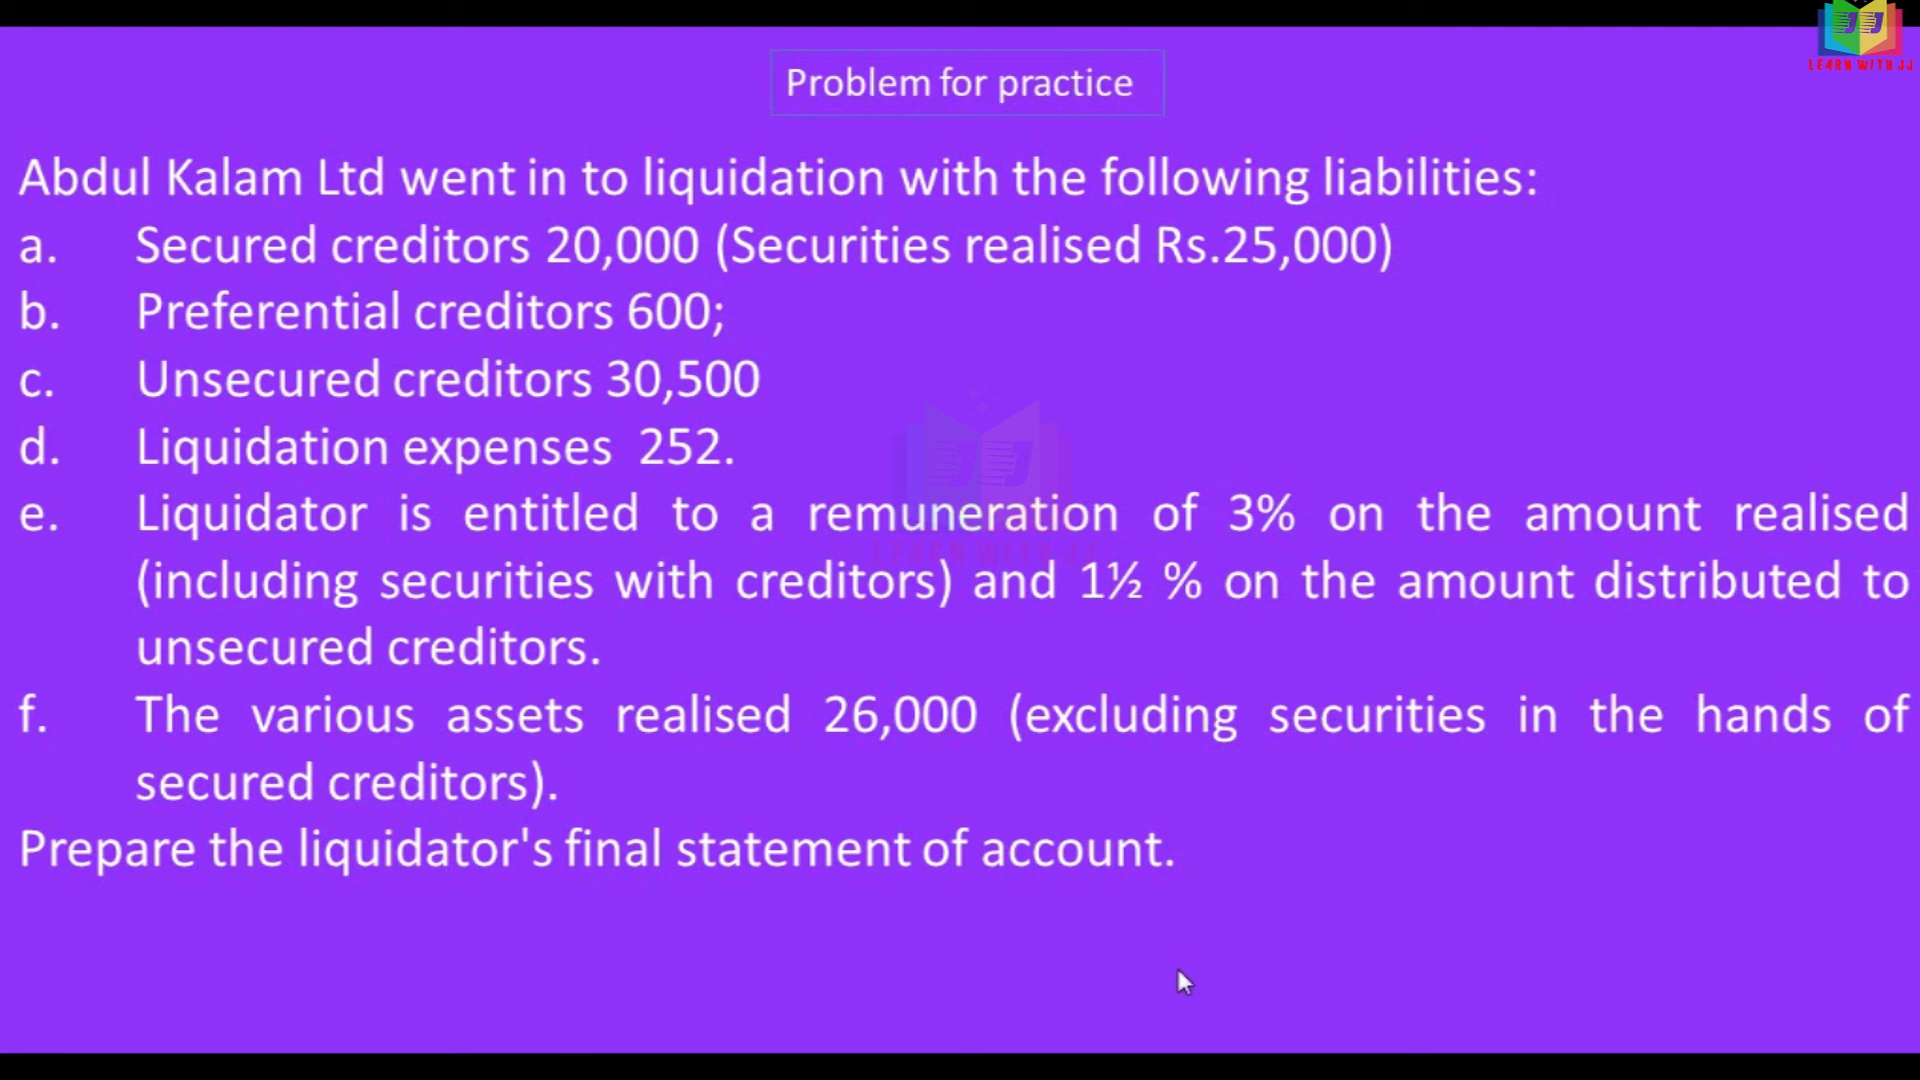 LEARN WITH JJ
Problem for practice
Abdul Kalam Ltd went in to liquidation with the following liabilities:
a. Secured creditors 20,000 (Securities realised Rs.25,000)
b. Preferential creditors 600;
c. Unsecured creditors 30,500
d. Liquidation expenses 252.
e. Liquidator is entitled to a remuneration of 3% on the amount realised
(including securities with creditors) and 1½ % on the amount distributed to
unsecured creditors.
f. The various assets realised 26,000 (excluding securities in the hands of
secured creditors).
Prepare the liquidator's final statement of account.
JJ
LEARN WITH JJ